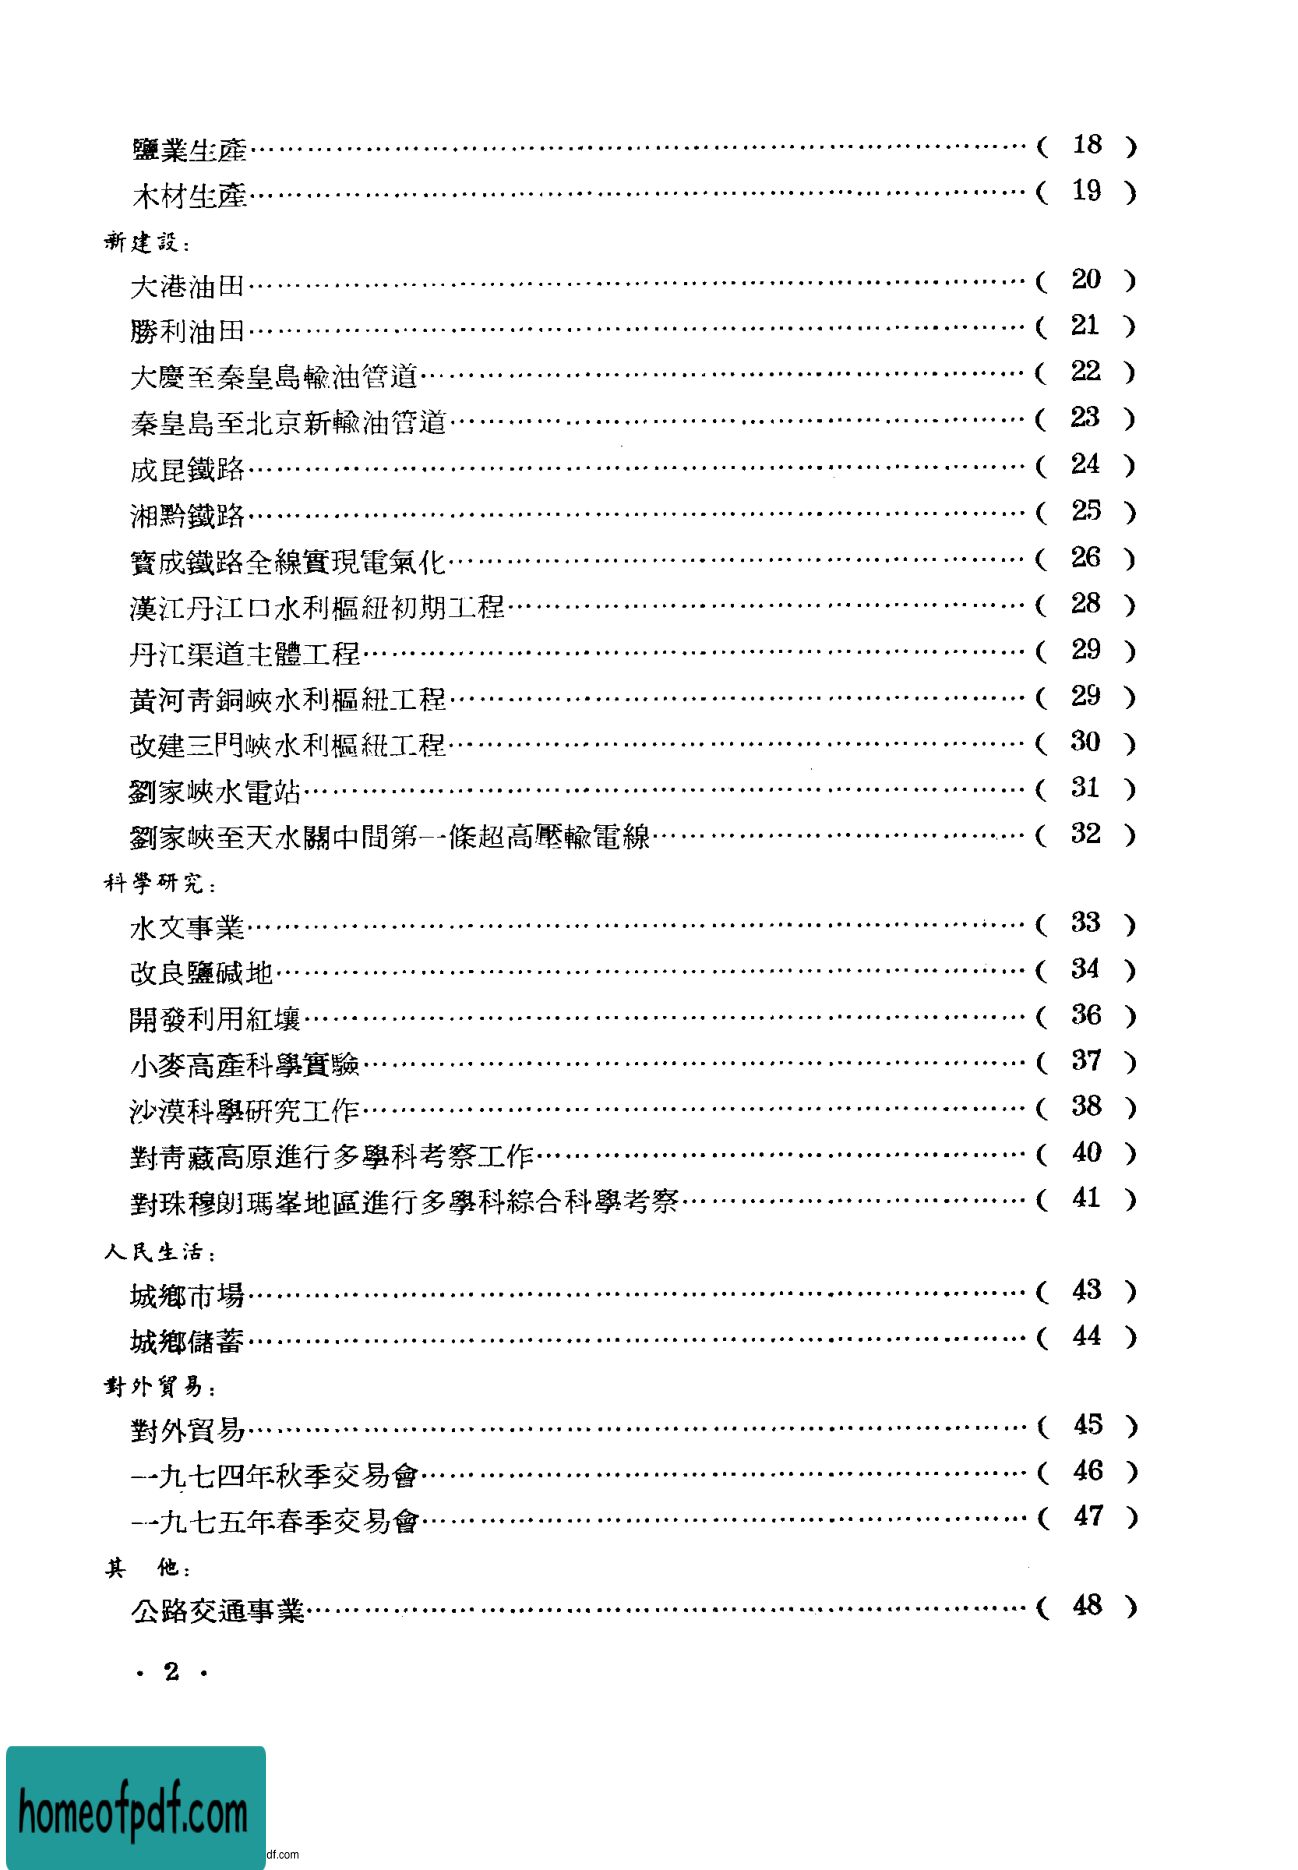 鹽業生產……………………………………………………………………( 18 )
木材生產……………………………………………………………………( 19 )
新建設：
大港油田……………………………………………………………………( 20 )
勝利油田……………………………………………………………………( 21 )
大慶至秦皇島輸油管道……………………………………………………( 22 )
秦皇島至北京新輸油管道…………………………………………………( 23 )
成昆鐵路……………………………………………………………………( 24 )
湘黔鐵路……………………………………………………………………( 25 )
寶成鐵路全線實現電氣化…………………………………………………( 26 )
漢江丹江口水利樞紐初期工程……………………………………………( 28 )
丹江渠道主體工程…………………………………………………………( 29 )
黃河青銅峽水利樞紐工程…………………………………………………( 29 )
改建三門峽水利樞紐工程…………………………………………………( 30 )
劉家峽水電站………………………………………………………………( 31 )
劉家峽至天水關中間第一條超高壓輸電線………………………………( 32 )
科學研究：
水文事業……………………………………………………………………( 33 )
改良鹽碱地…………………………………………………………………( 34 )
開發利用紅壤………………………………………………………………( 36 )
小麥高產科學實驗…………………………………………………………( 37 )
沙漠科學研究工作…………………………………………………………( 38 )
對青藏高原進行多學科考察工作…………………………………………( 40 )
對珠穆朗瑪峯地區進行多學科綜合科學考察……………………………( 41 )
人民生活：
城鄉市場……………………………………………………………………( 43 )
城鄉儲蓄……………………………………………………………………( 44 )
對外貿易：
對外貿易……………………………………………………………………( 45 )
一九七四年秋季交易會……………………………………………………( 46 )
一九七五年春季交易會……………………………………………………( 47 )
其　他：
公路交通事業………………………………………………………………( 48 )
· 2 ·
homeofpdf.com
df.com